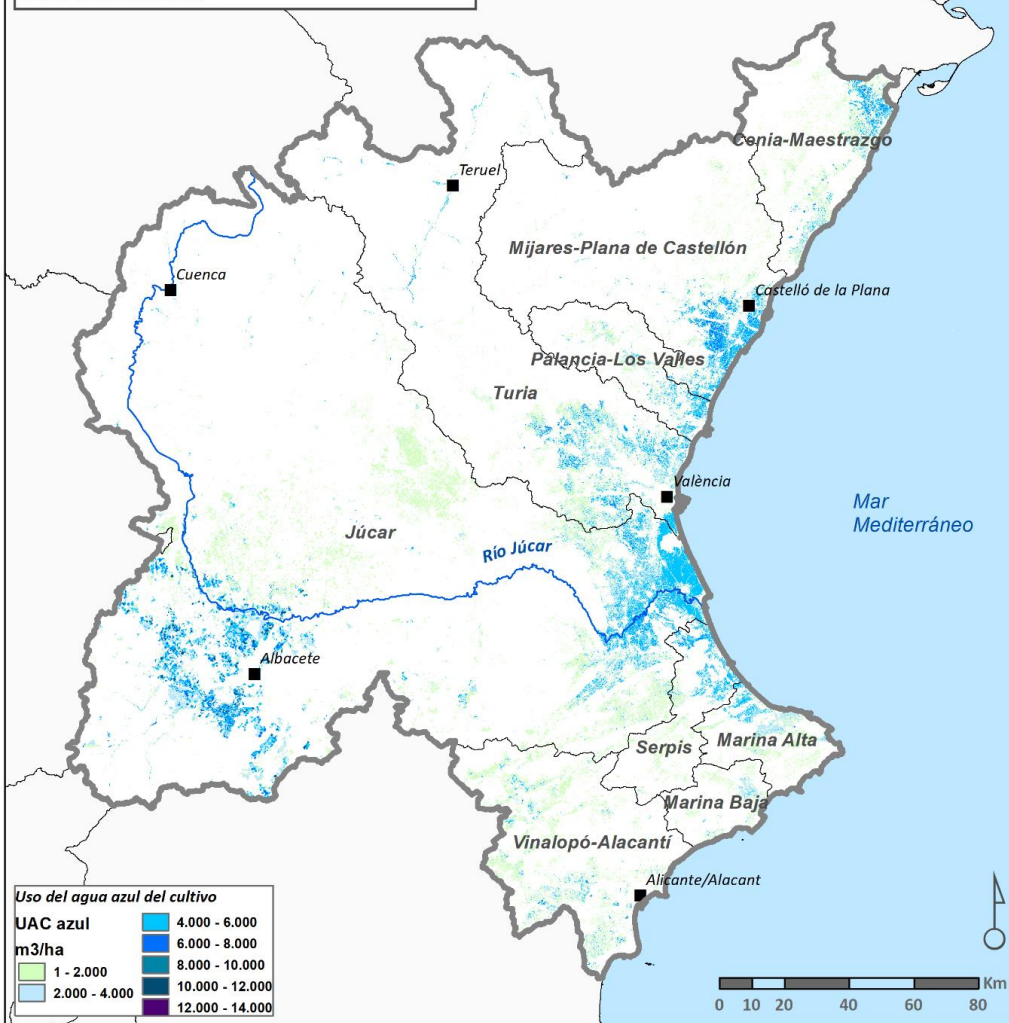 Cenia-Maestrazgo
Teruel
Mijares-Plana de Castellón
Cuenca
Castelló de la Plana
Palancia-Los Valles
Turia
València
Mar
Mediterráneo
Júcar
Río Júcar
Albacete
Serpis
Marina Alta
Marina Baja
Vinalopó-Alacantí
Alicante/Alacant
Uso del agua azul del cultivo
UAC azul
m3/ha
1 - 2.000
2.000 - 4.000
4.000 - 6.000
6.000 - 8.000
8.000 - 10.000
10.000 - 12.000
12.000 - 14.000
Km
0 10 20 40 60 80